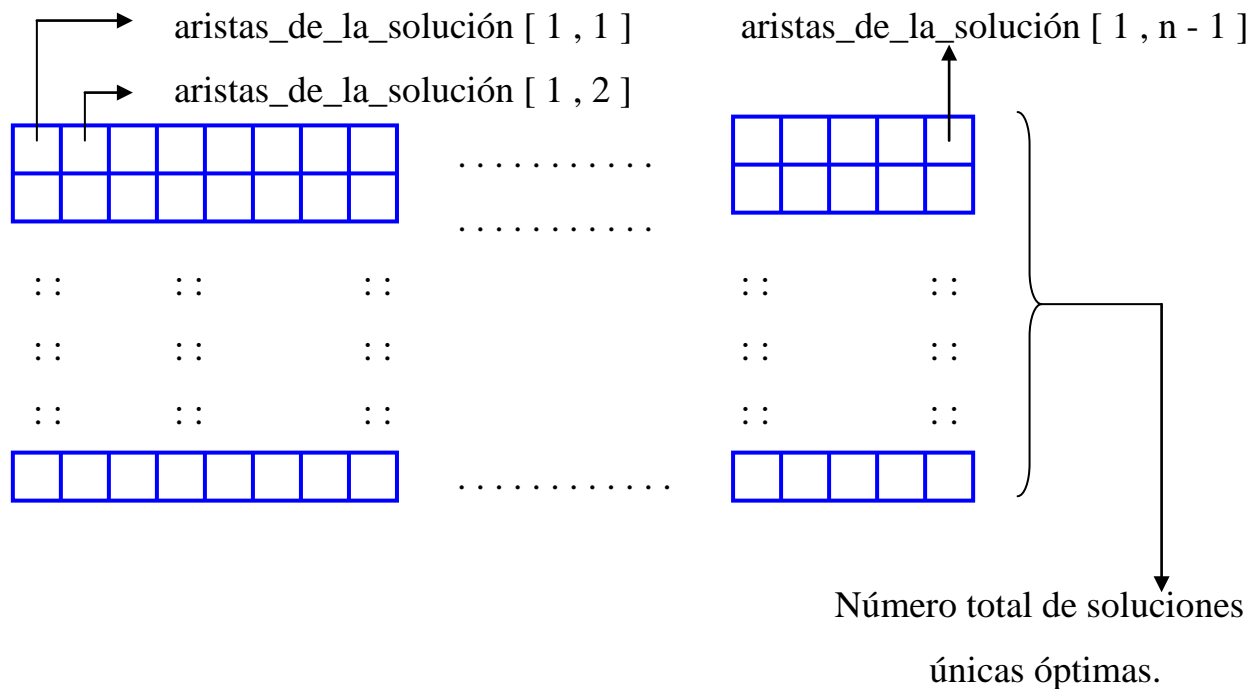 aristas_de_la_solución [ 1 , 1 ]
aristas_de_la_solución [ 1 , n - 1 ]
aristas_de_la_solución [ 1 , 2 ]
. . . . . . . . . . .
. . . . . . . . . . .
: : : : : : : : : :
: : : : : : : : : :
: : : : : : : : : :
. . . . . . . . . . . .
Número total de soluciones
únicas óptimas.